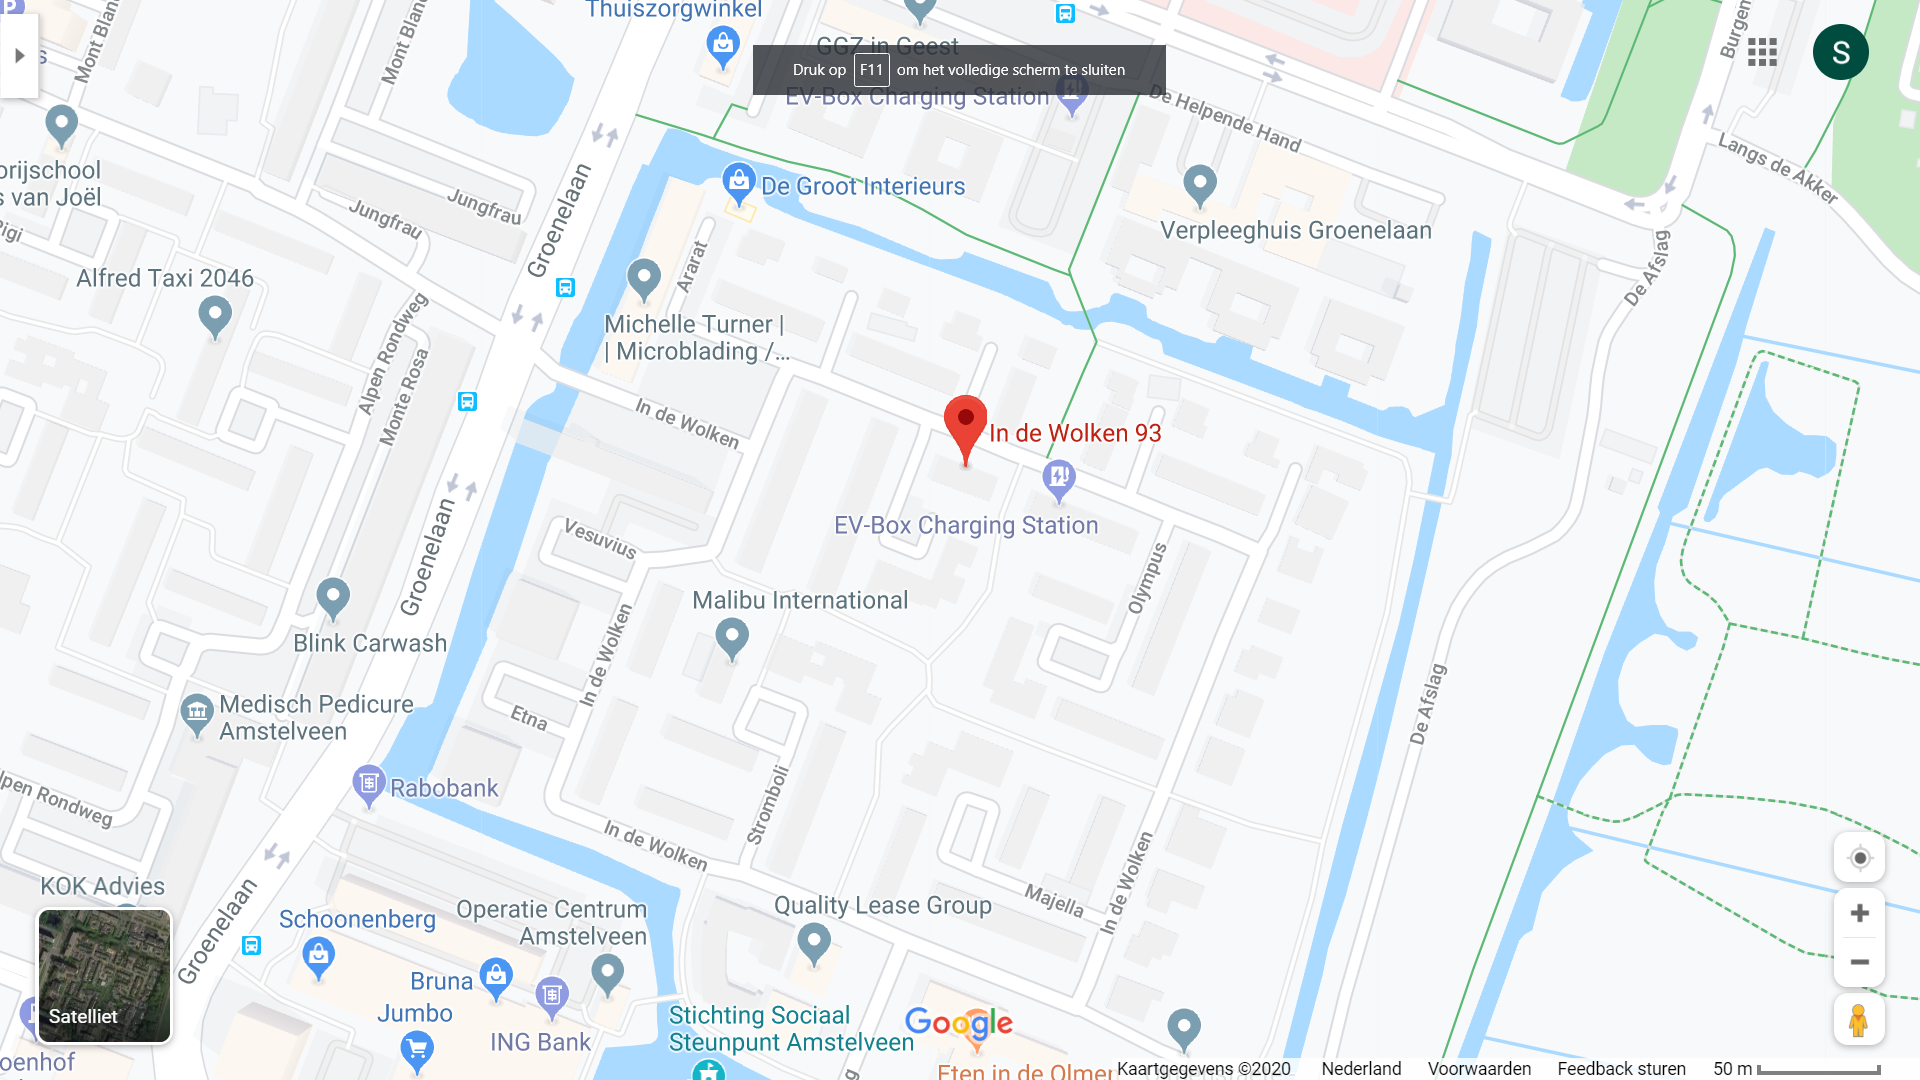 Thuiszorgwinkel
GGZ in Geest
Druk op F11 om het volledige scherm te sluiten
EV-Box Charging Station
S
Mont Blanc
Mont Blanc
De Helpende Hand
Langs de Akker
orijschool
s van Joël
Jungfrau
Jungfrau
Groenelaan
De Groot Interieurs
Verpleeghuis Groenelaan
Rigi
Alfred Taxi 2046
Ararat
De Afslag
Michelle Turner |
| Microblading /...
Alpen Rondweg
Monte Rosa
In de Wolken
In de Wolken 93
EV-Box Charging Station
Vesuvius
Groenelaan
Olympus
Malibu International
Blink Carwash
In de Wolken
Medisch Pedicure
Amstelveen
Etna
De Afslag
Rabobank
Stromboli
lpen Rondweg
In de Wolken
In de Wolken
Majella
KOK Advies
Schoonenberg
Operatie Centrum
Amstelveen
Quality Lease Group
Groenelaan
Bruna
Jumbo
ING Bank
Satelliet
Stichting Sociaal
Steunpunt Amstelveen
Google
oenhof
Eten in de Olmen
Kaartgegevens ©2020 Nederland Voorwaarden Feedback sturen 50 m